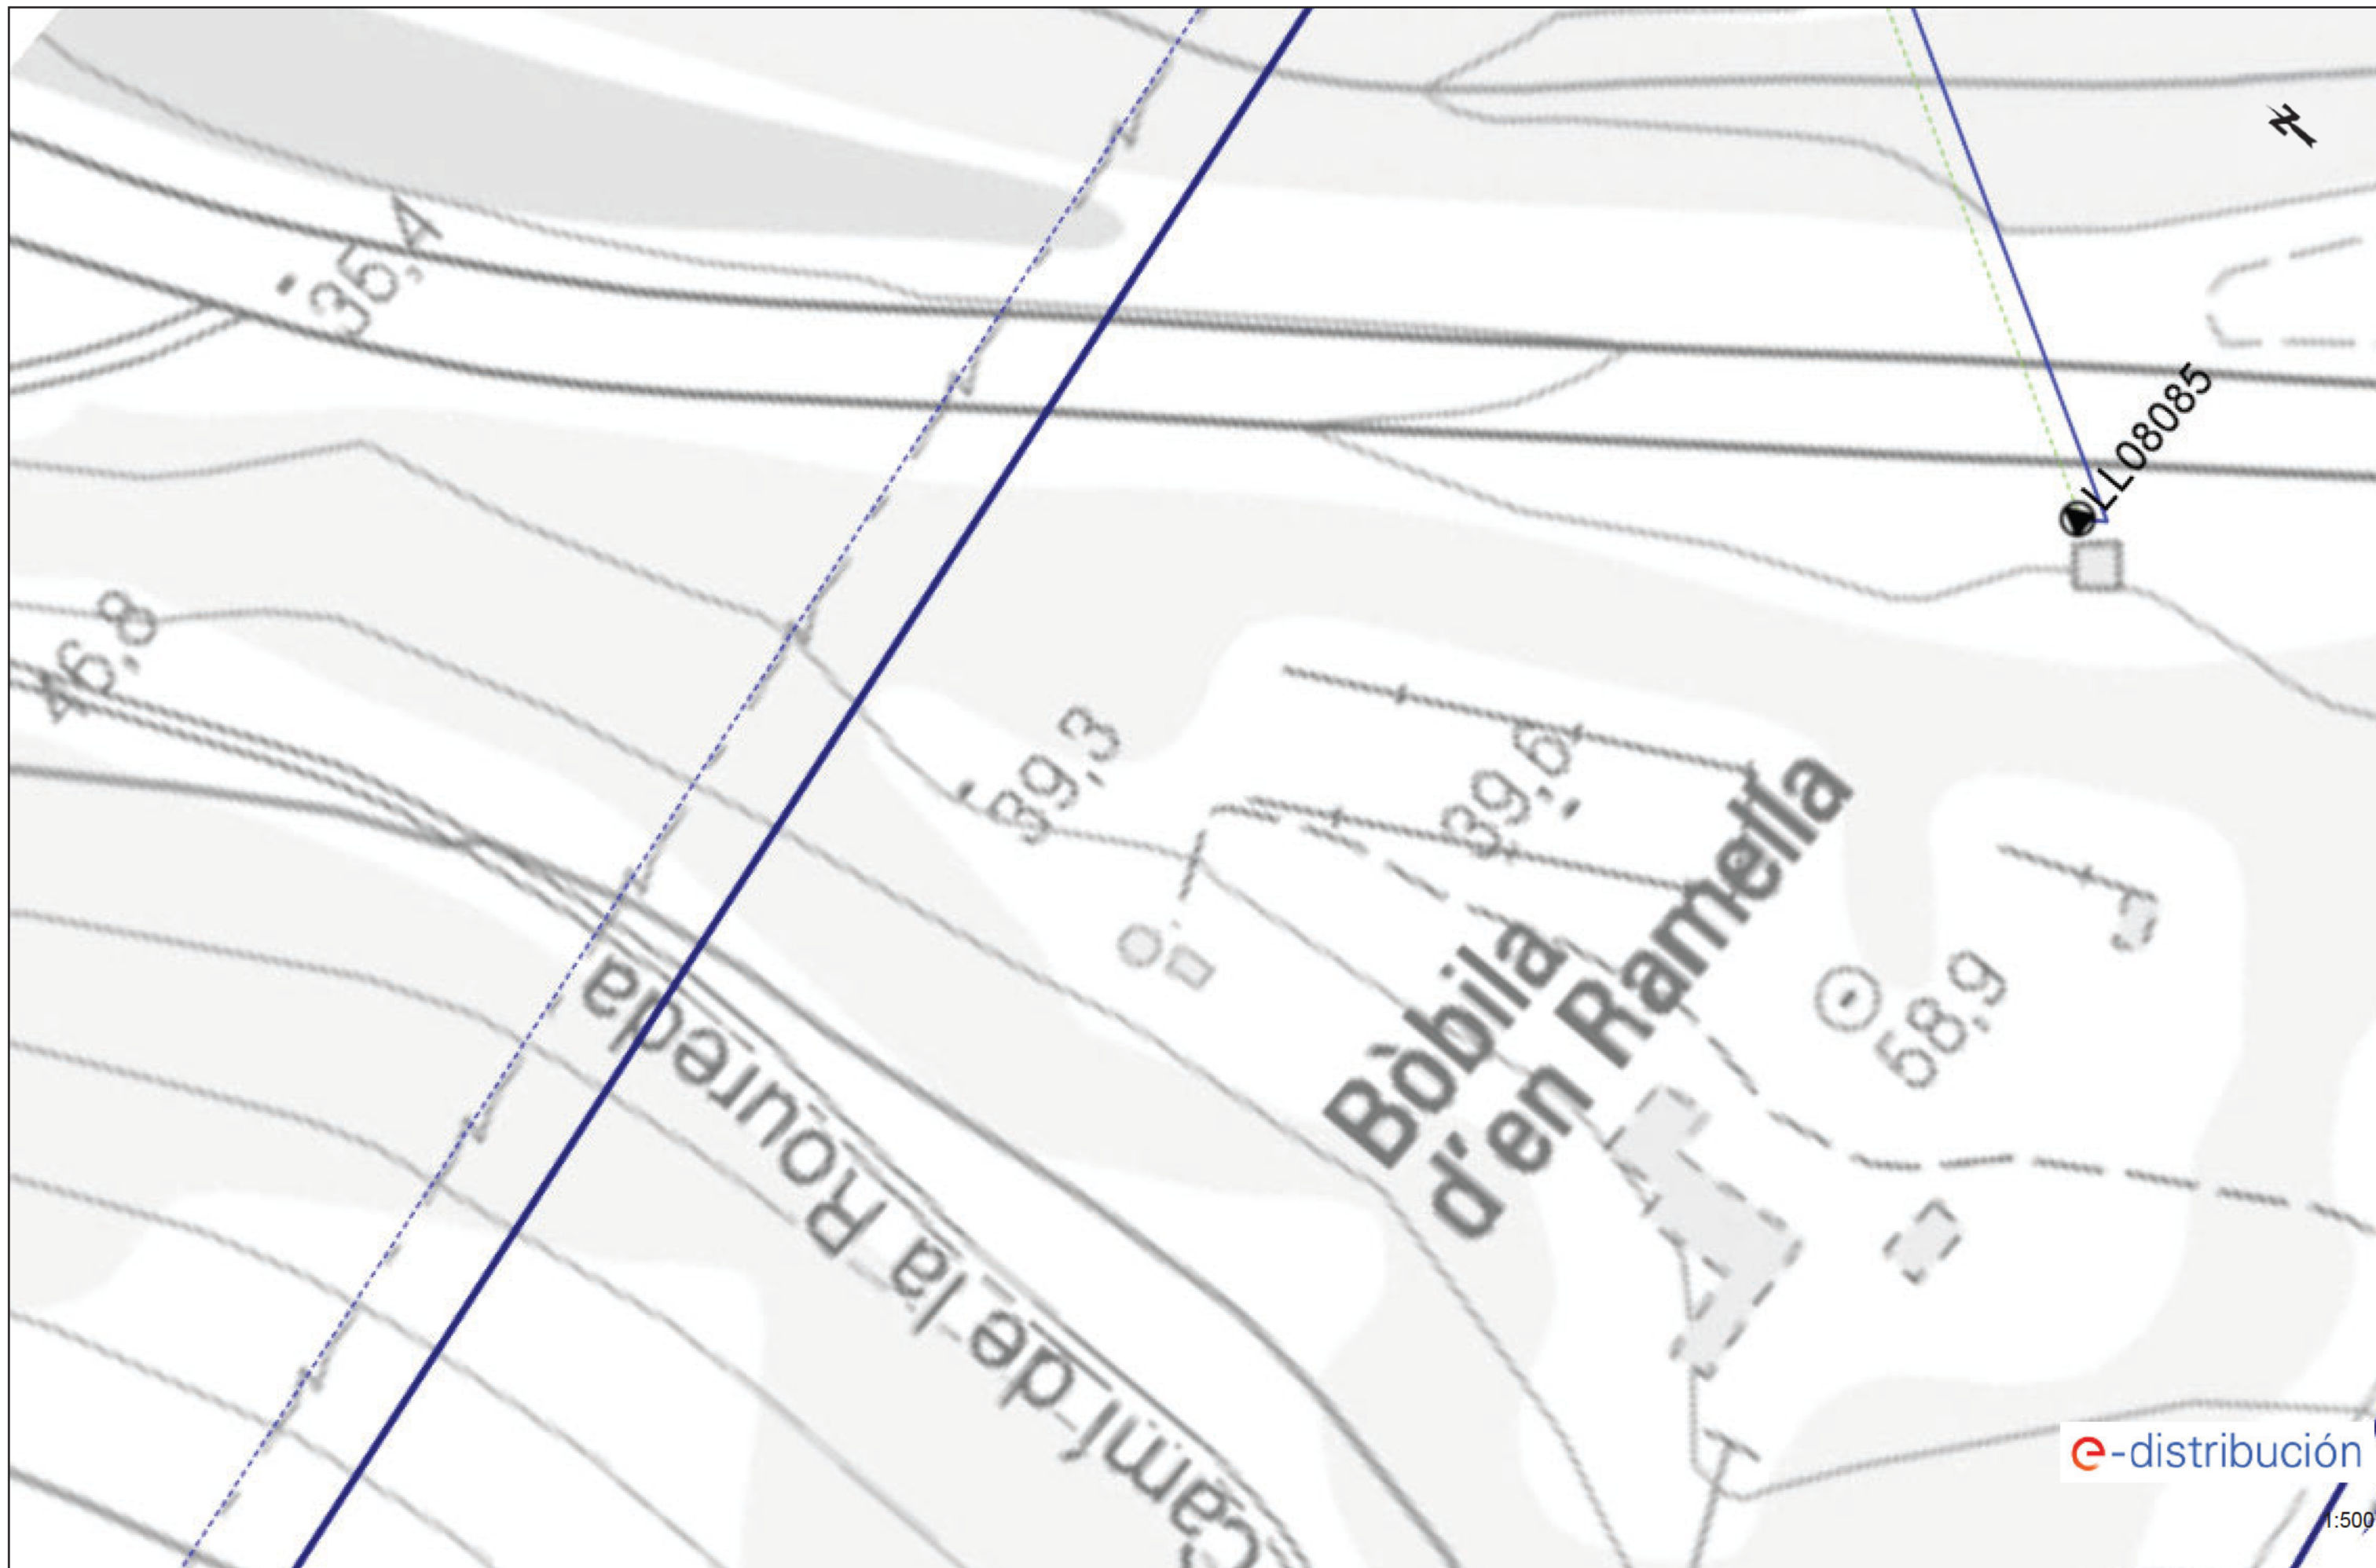 N
35,4
LL08085
46,8
39,3
39,6
Bòbila
d'en Ramella
58,9
Camí de la Roureda
e-distribución
1:500